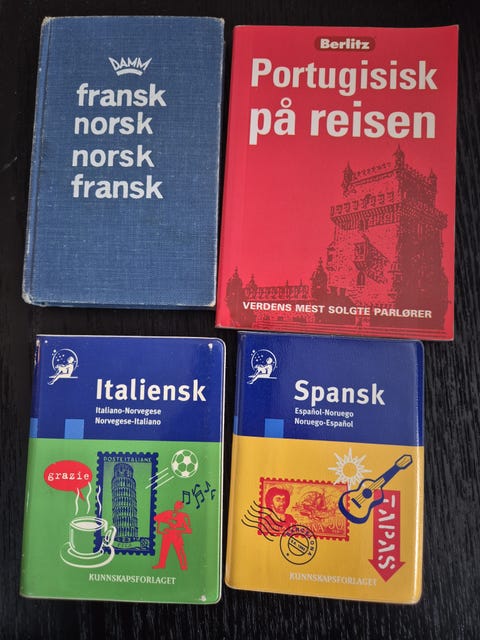 DAMM
fransk
norsk
norsk
fransk
Berlitz
Portugisisk
på reisen
VERDENS MEST SOLGTE PARLØRER
Italiensk
Italiano-Norvegese
Norvegese-Italiano
grazie
POSTE ITALIANE
KUNNSKAPSFORLAGET
Spansk
Español-Noruego
Noruego-Español
BARCELONA
TAPAS
KUNNSKAPSFORLAGET